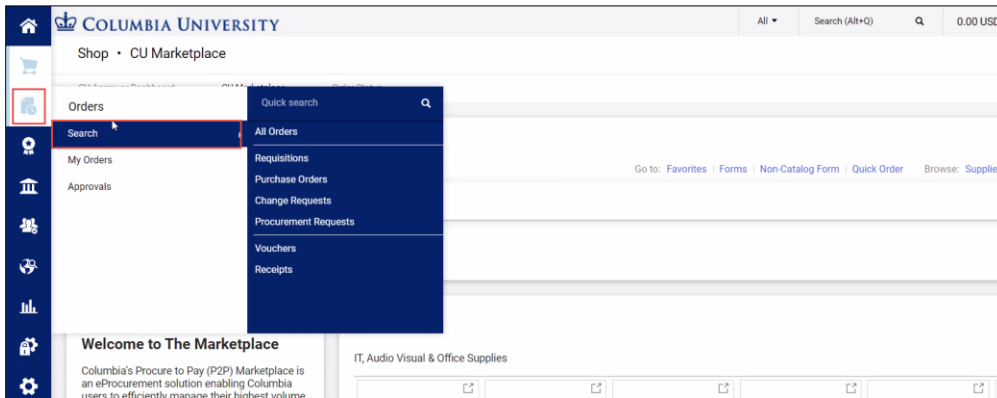 COLUMBIA UNIVERSITY
All
Search (Alt+Q)
0.00 USD
Shop • CU Marketplace
Orders
Search
My Orders
Approvals
Quick search
All Orders
Requisitions
Purchase Orders
Change Requests
Procurement Requests
Vouchers
Receipts
Go to: Favorites | Forms | Non-Catalog Form | Quick Order Browse:
Welcome to The Marketplace
Columbia's Procure to Pay (P2P) Marketplace is
an eProcurement solution enabling Columbia
users to efficiently manage their highest volume
IT, Audio Visual & Office Supplies